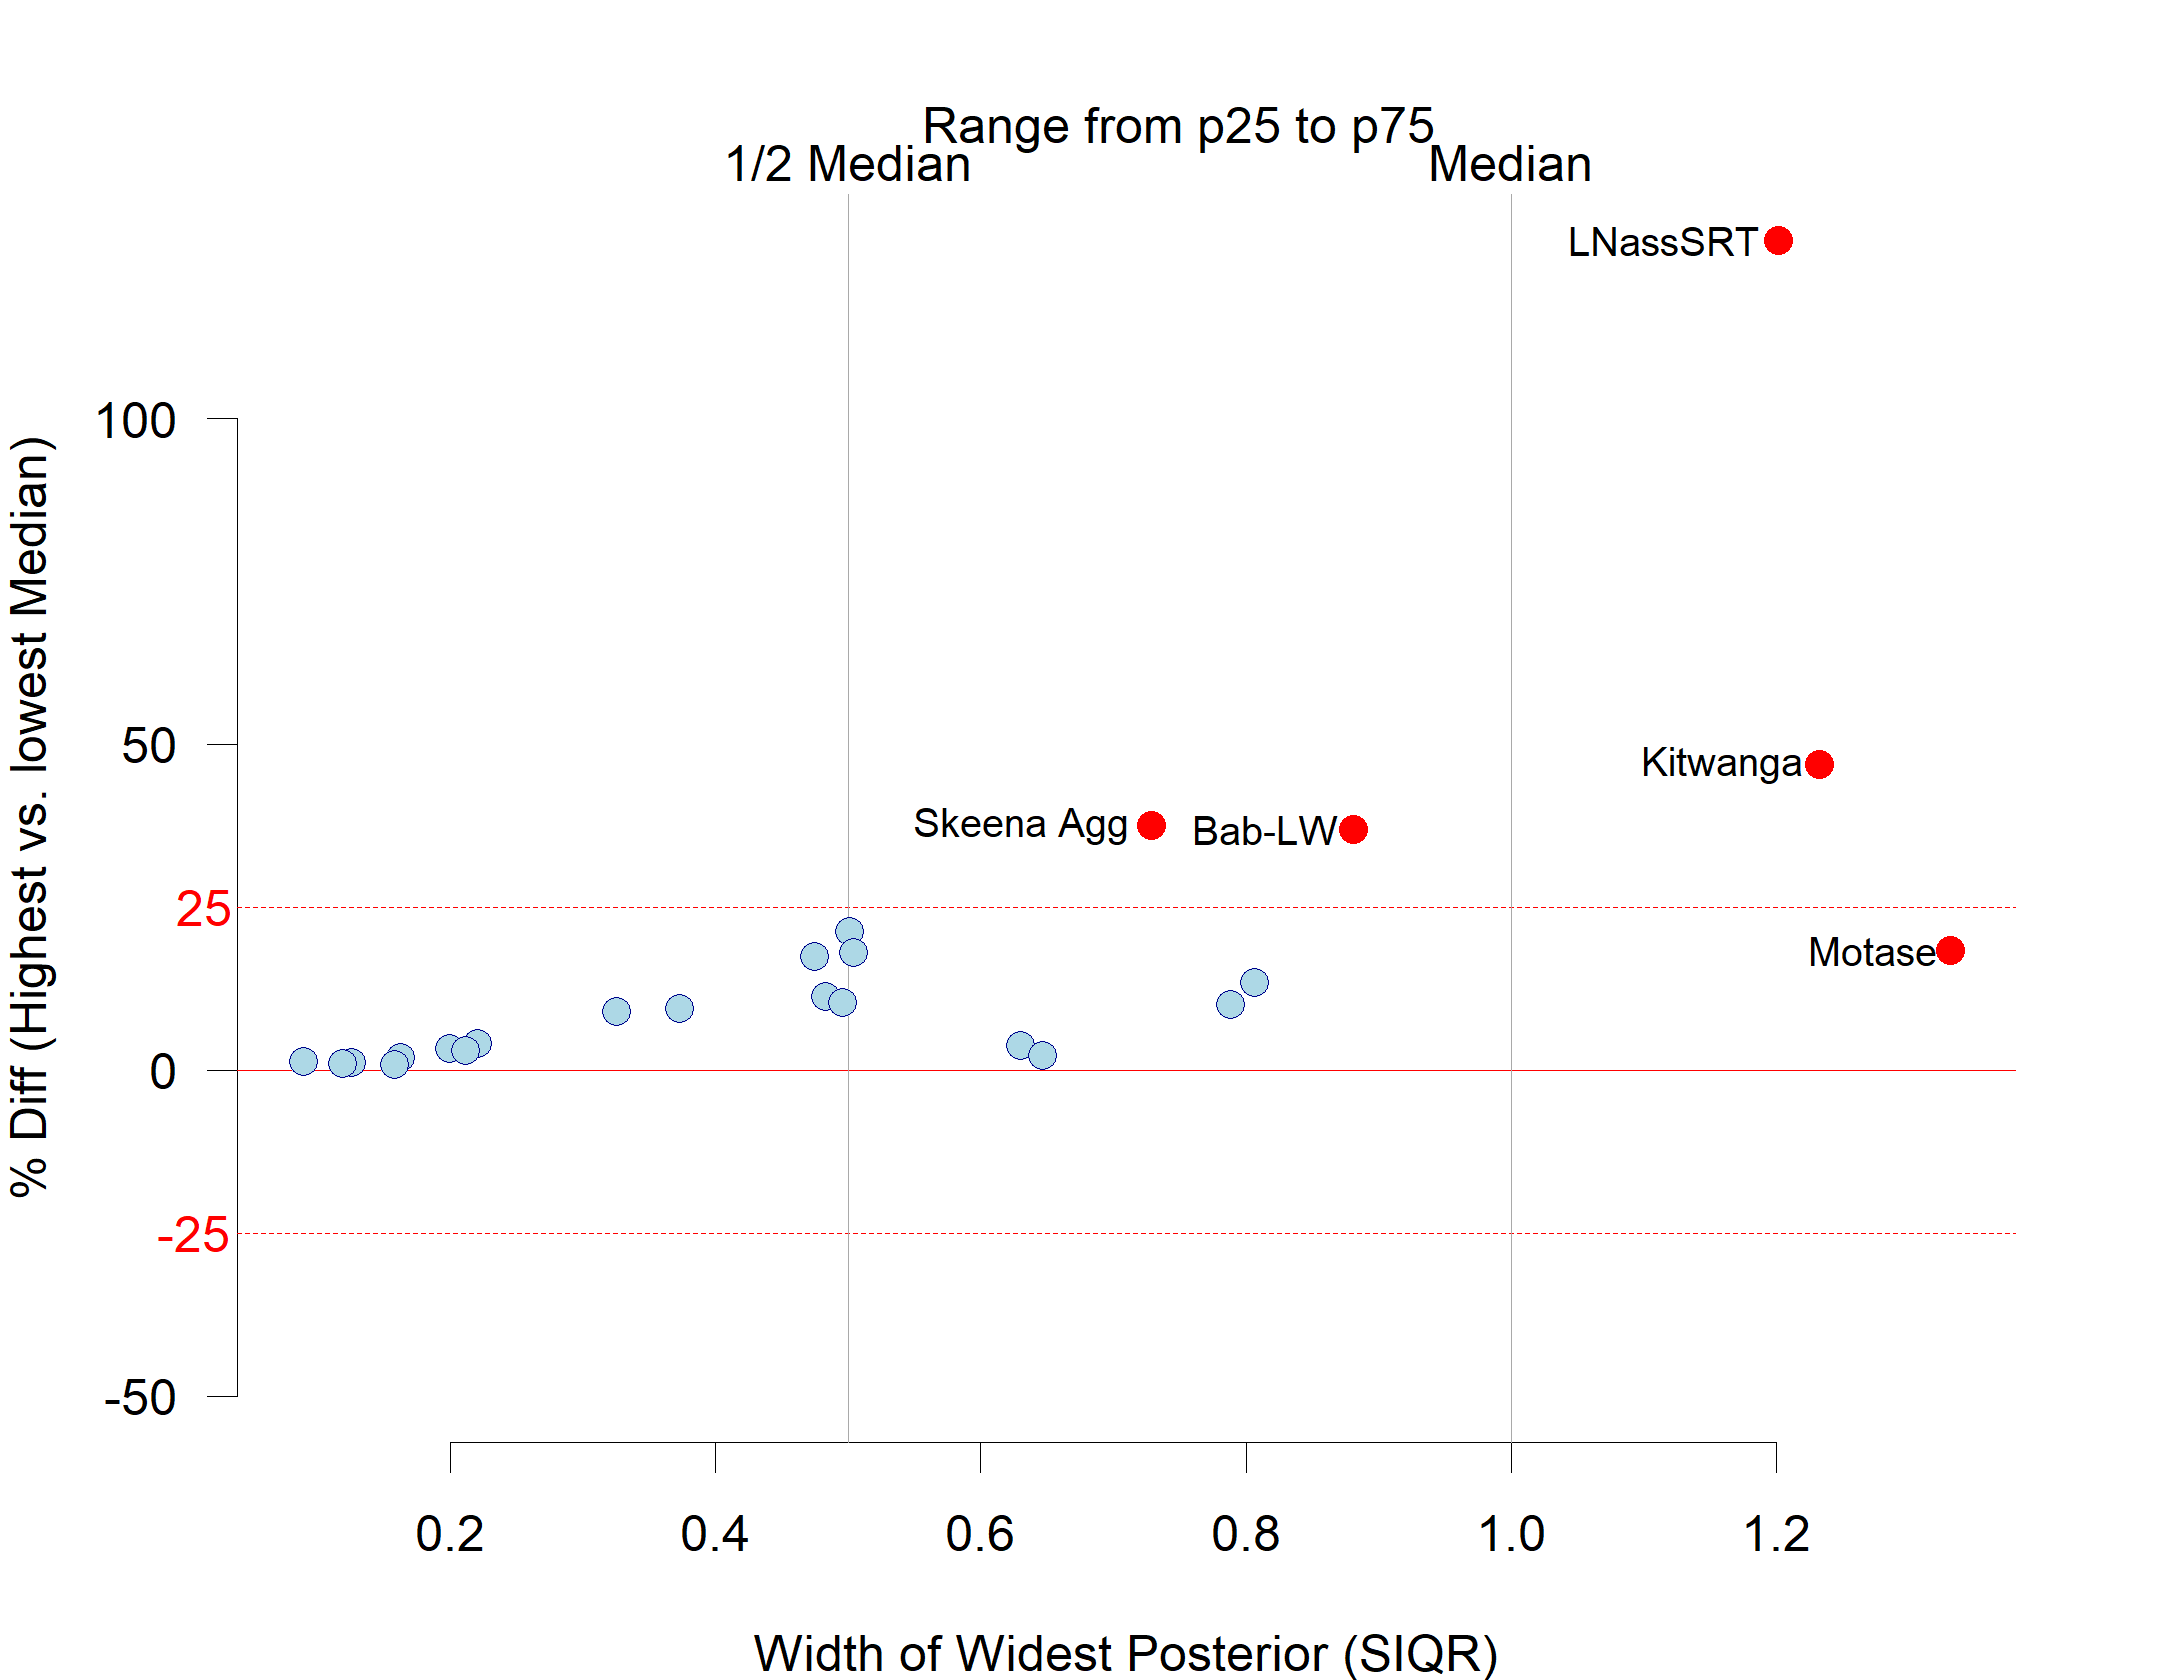 Range from p25 to p75
1/2 Median
Median
LNassSRT
Kitwanga
Skeena Agg
Bab-LW
Motase
% Diff (Highest vs. lowest Median)
100
50
25
0
-25
-50
0.2
0.4
0.6
0.8
1.0
1.2
Width of Widest Posterior (SIQR)